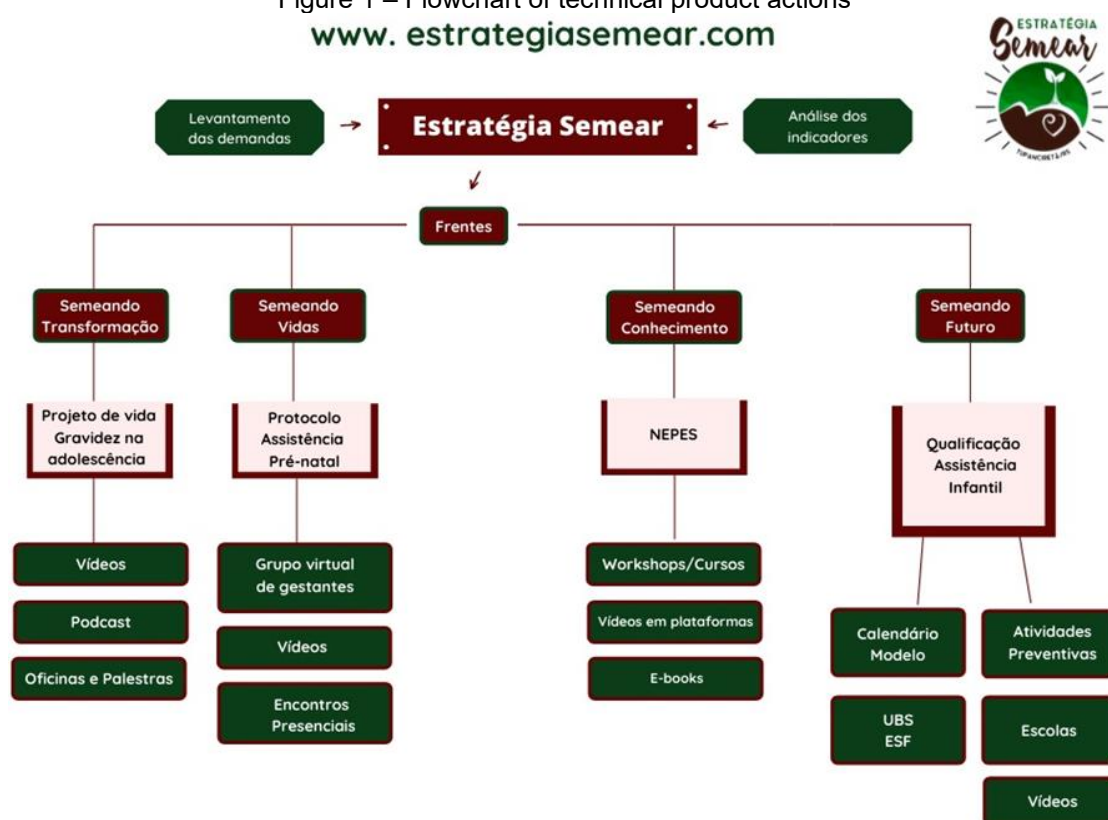 Figure 1 – Flowchart of technical product actions
www. estrategiasemear.com
ESTRATÉGIA
Semear
TUPANCIRETÃ/RS
Levantamento
das demandas
Estratégia Semear
Análise dos
indicadores
Frentes
Semeando
Transformação
Semeando
Vidas
Semeando
Conhecimento
Semeando
Futuro
Projeto de vida
Gravidez na
adolescência
Protocolo
Assistência
Pré-natal
NEPES
Qualificação
Assistência
Infantil
Vídeos
Podcast
Oficinas e Palestras
Grupo virtual
de gestantes
Vídeos
Encontros
Presenciais
Workshops/Cursos
Vídeos em plataformas
E-books
Calendário
Modelo
UBS
ESF
Atividades
Preventivas
Escolas
Vídeos